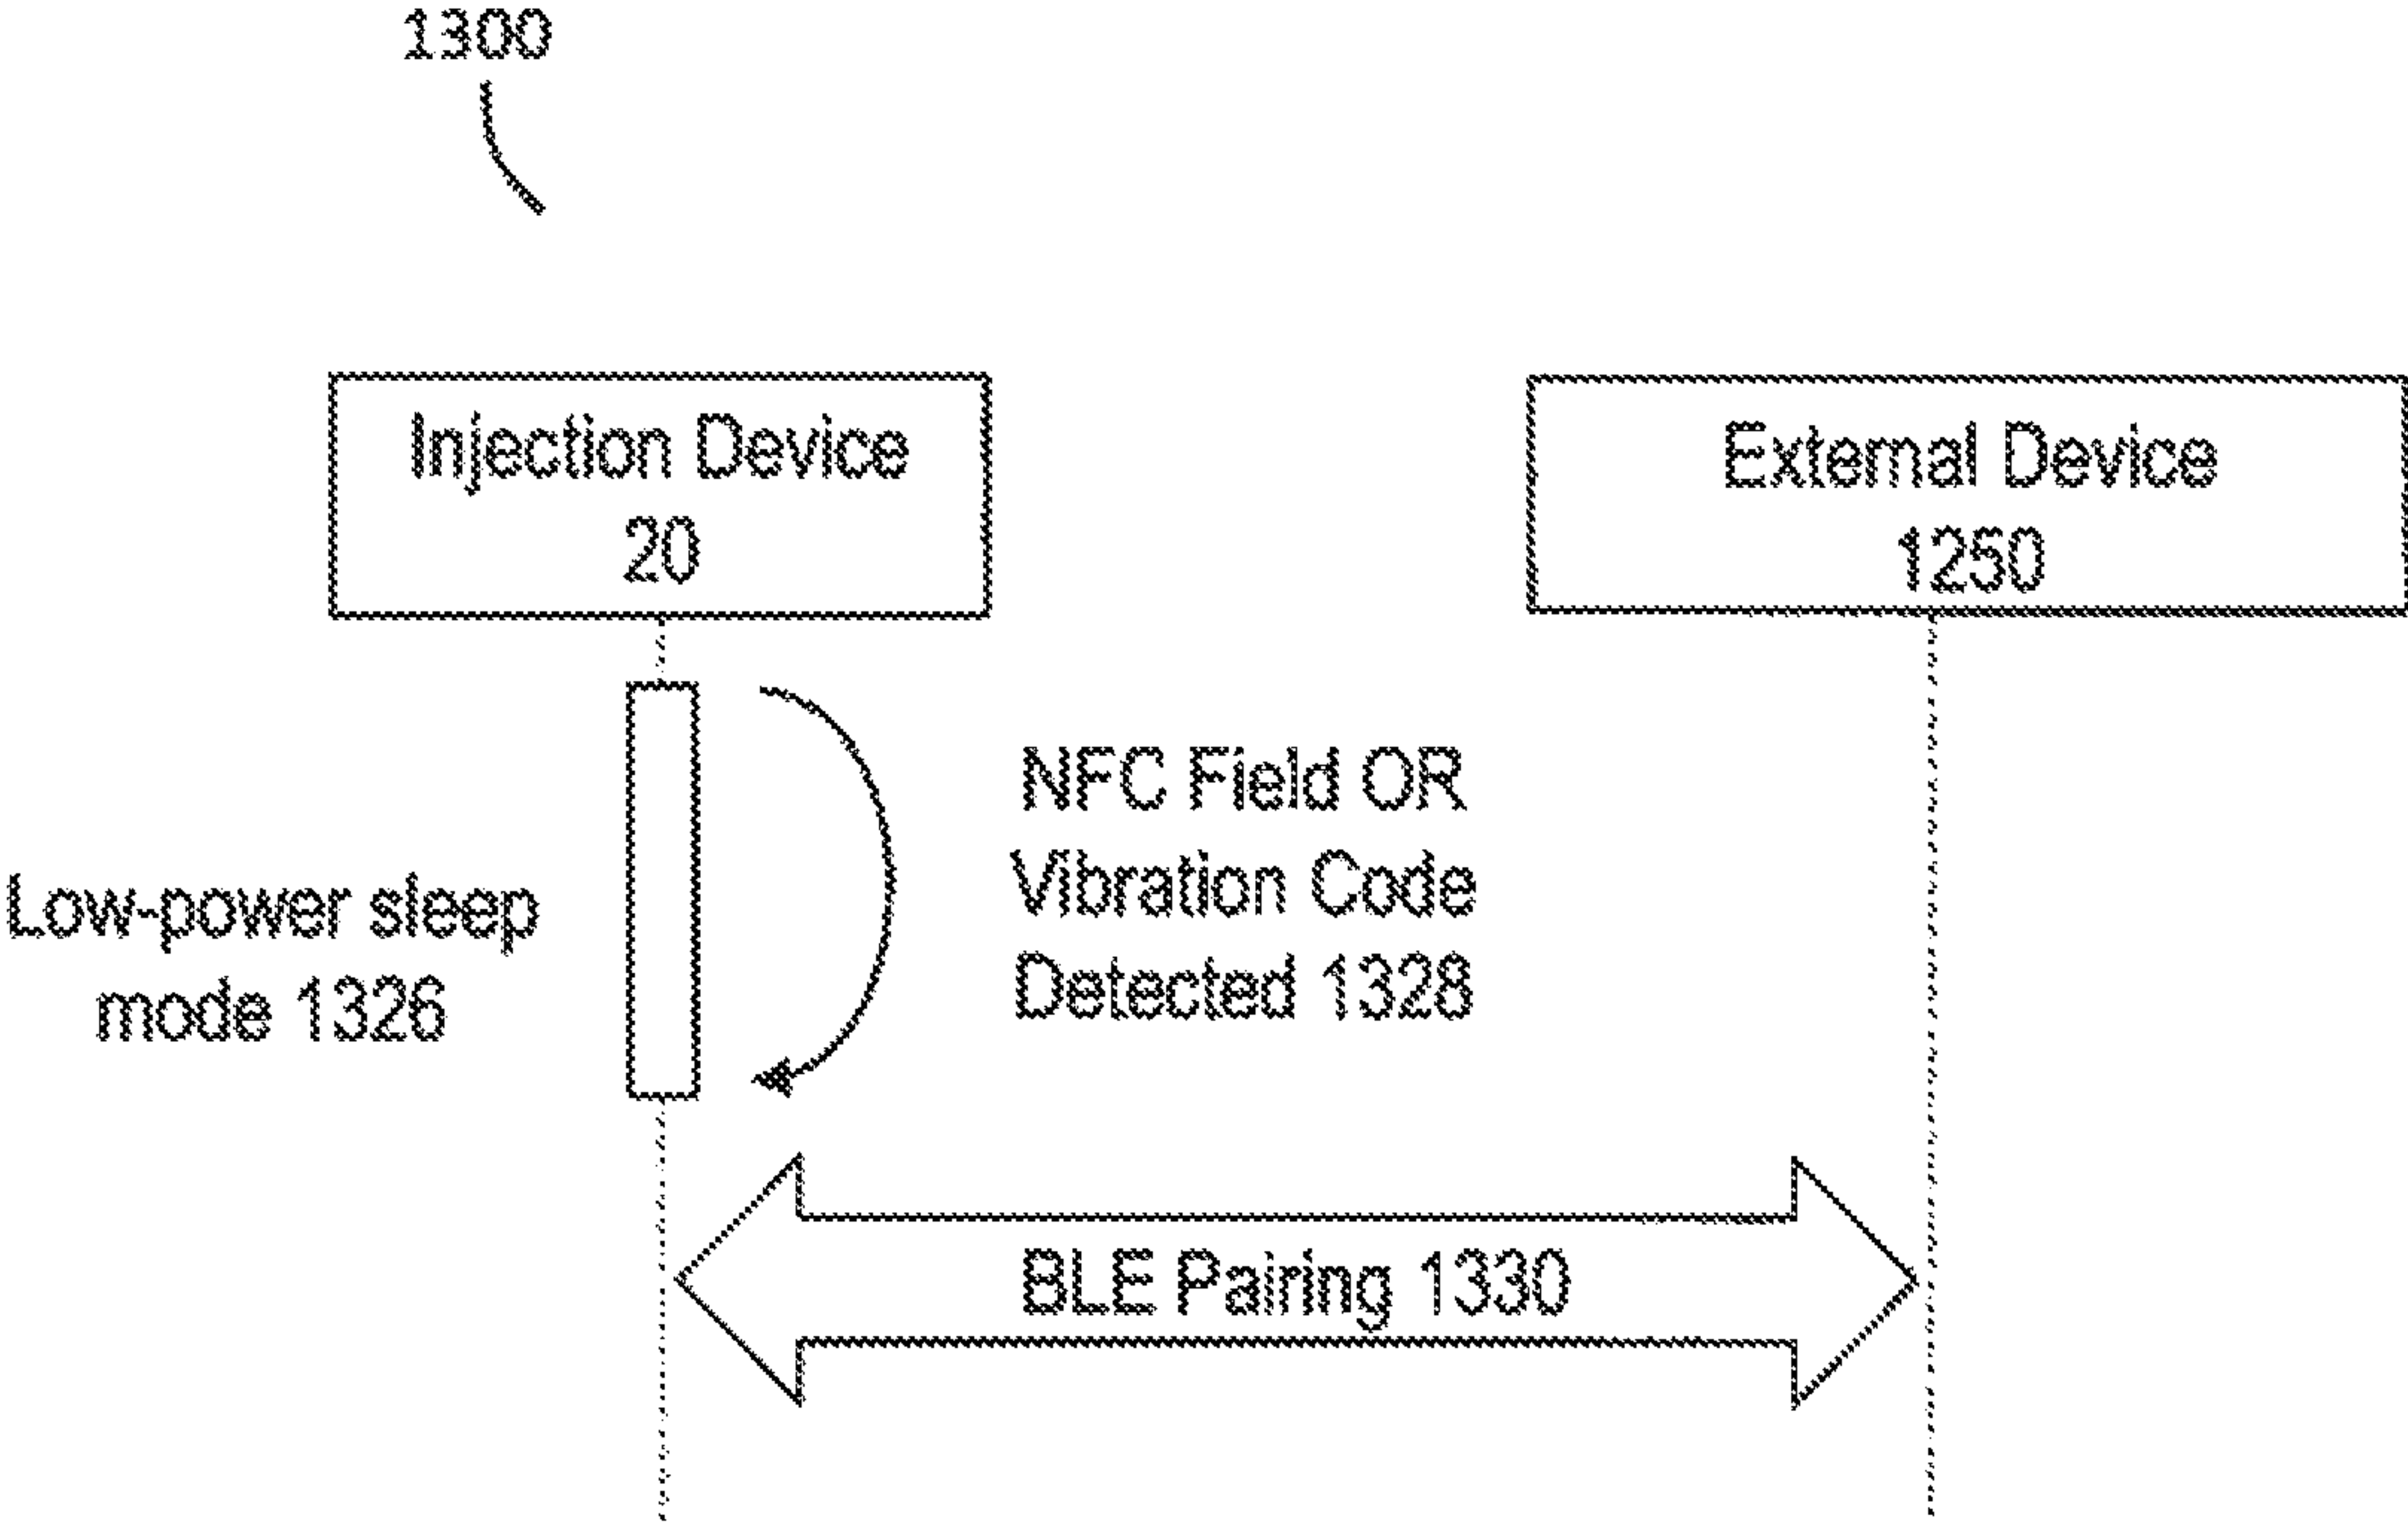 1300
Injection Device
20
External Device
1250
NFC Field OR
Vibration Code
Detected 1328
Low-power sleep
mode 1326
BLE Pairing 1330